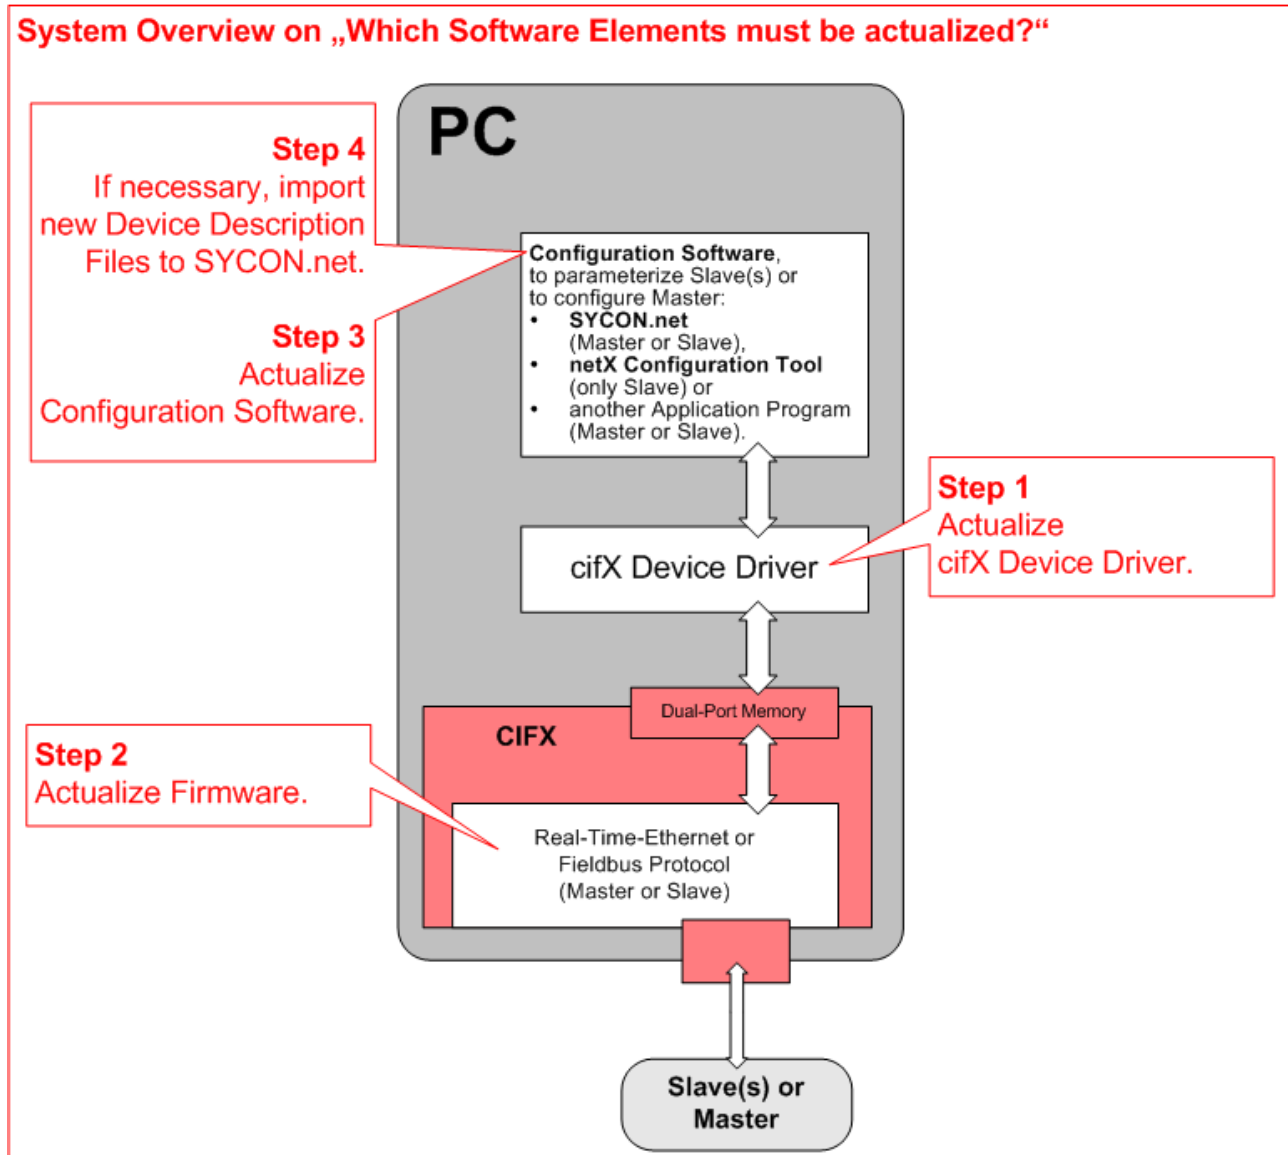 System Overview on „Which Software Elements must be actualized?“
PC
Step 4
If necessary, import
new Device Description
Files to SYCON.net.
Step 3
Actualize
Configuration Software.
Configuration Software,
to parameterize Slave(s) or
to configure Master:
• SYCON.net
(Master or Slave),
• netX Configuration Tool
(only Slave) or
• another Application Program
(Master or Slave).
Step 1
Actualize
cifX Device Driver.
cifX Device Driver
Dual-Port Memory
CIFX
Step 2
Actualize Firmware.
Real-Time-Ethernet or
Fieldbus Protocol
(Master or Slave)
Slave(s) or
Master